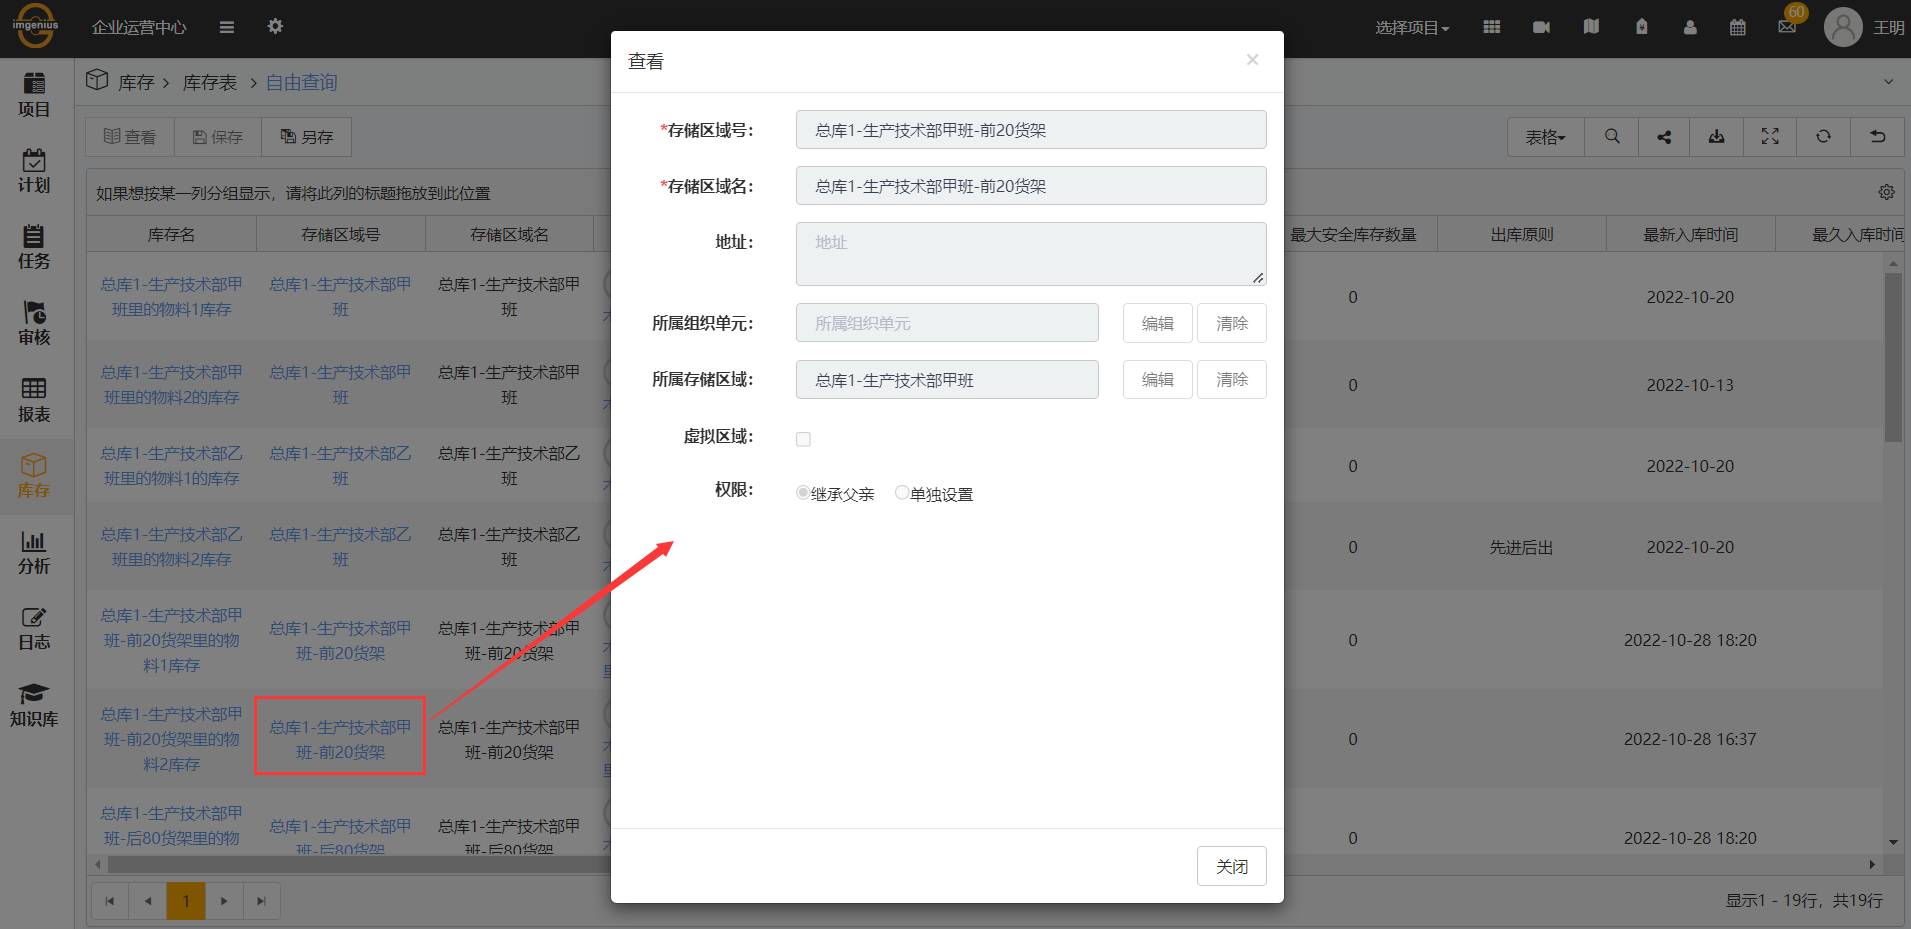 imgenius
企业运营中心
选择项目
60
王明
项目
计划
任务
审核
报表
库存
分析
日志
知识库
库存
库存表
自由查询
查看
保存
另存
表格
如果想按某一列分组显示，请将此列的标题拖放到此位置
库存名
存储区域号
存储区域名
最大安全库存数量
出库原则
最新入库时间
最久入库时间
总库1-生产技术部甲
班里的物料1库存
总库1-生产技术部甲
班
总库1-生产技术部甲
班
0
2022-10-20
总库1-生产技术部甲
班里的物料2的库存
总库1-生产技术部甲
班
总库1-生产技术部甲
班
0
2022-10-13
总库1-生产技术部乙
班里的物料1的库存
总库1-生产技术部乙
班
总库1-生产技术部乙
班
0
2022-10-20
总库1-生产技术部乙
班里的物料2库存
总库1-生产技术部乙
班
总库1-生产技术部乙
班
0
先进后出
2022-10-20
总库1-生产技术部甲
班-前20货架里的物
料1库存
总库1-生产技术部甲
班-前20货架
总库1-生产技术部甲
班-前20货架
0
2022-10-28 18:20
总库1-生产技术部甲
班-前20货架里的物
料2库存
总库1-生产技术部甲
班-前20货架
总库1-生产技术部甲
班-前20货架
0
2022-10-28 16:37
总库1-生产技术部甲
班-后80货架里的物
总库1-生产技术部甲
班-后80货架
总库1-生产技术部甲
班-后80货架
0
2022-10-28 18:20
1
显示1 - 19行，共19行
查看
×
*存储区域号：
总库1-生产技术部甲班-前20货架
*存储区域名：
总库1-生产技术部甲班-前20货架
地址：
地址
所属组织单元：
所属组织单元
编辑
清除
所属存储区域：
总库1-生产技术部甲班
编辑
清除
虚拟区域：
权限：
继承父亲
单独设置
关闭